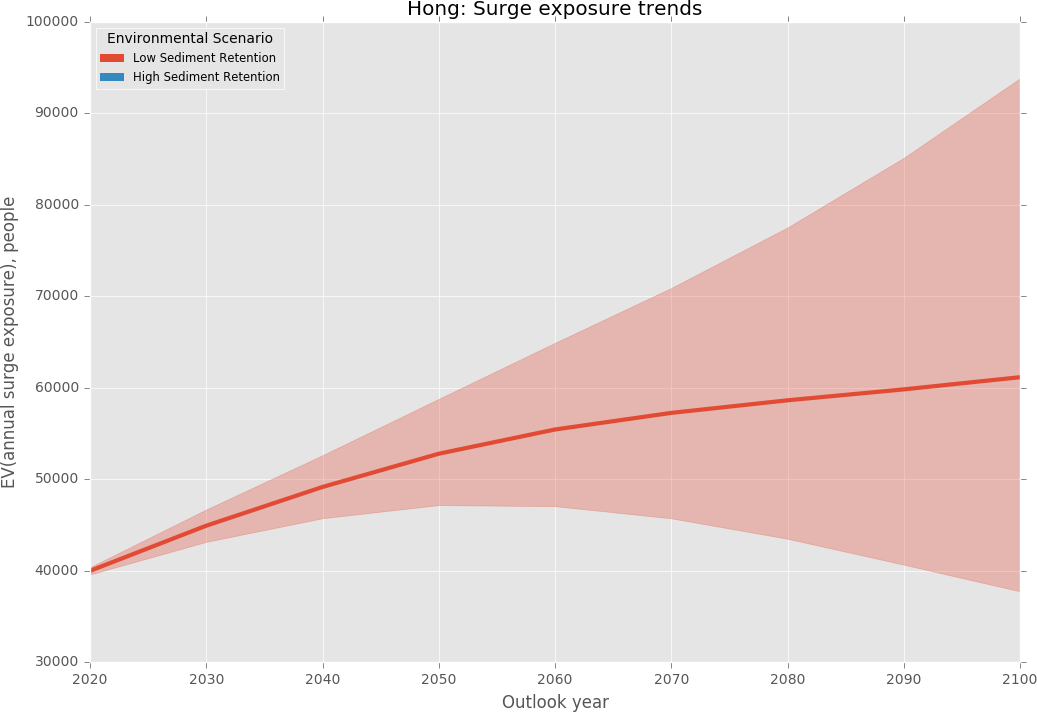 Hong: Surge exposure trends
Environmental Scenario
Low Sediment Retention
High Sediment Retention
EV(annual surge exposure), people
100000
90000
80000
70000
60000
50000
40000
30000
2020 2030 2040 2050 2060 2070 2080 2090 2100
Outlook year